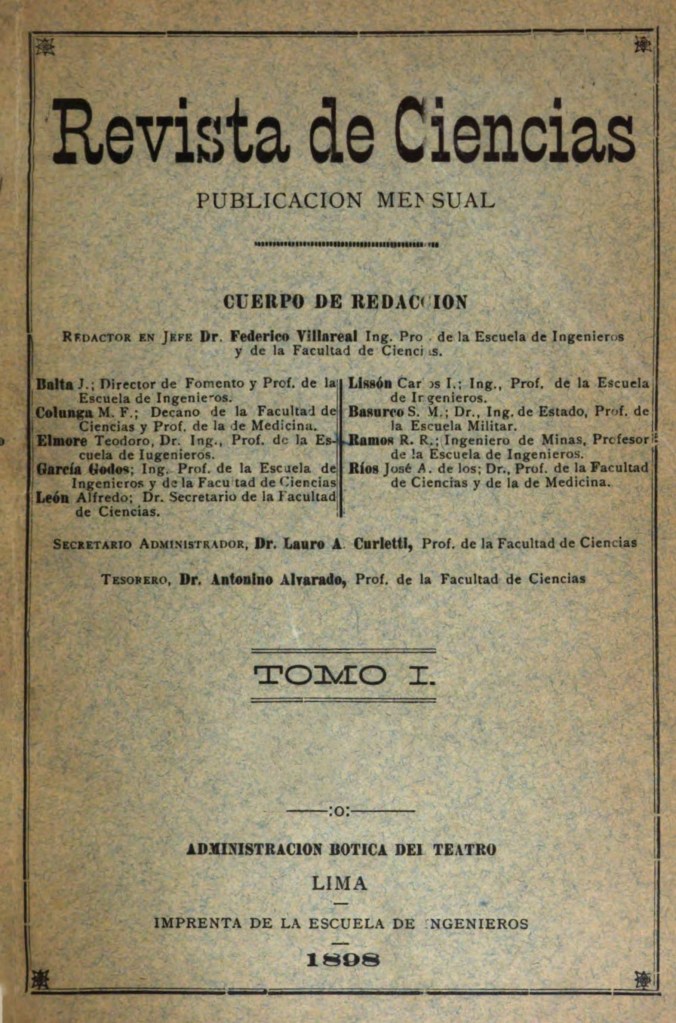 Revista de Ciencias
PUBLICACION MENSUAL
CUERPO DE REDACCION
REDACTOR EN JEFE Dr. Federico Villareal Ing. Pro . de la Escuela de Ingenieros
y de la Facultad de Ciencias.
Balta J.; Director de Fomento y Prof. de la
Escuela de Ingenieros.
Colunga M. F.; Decano de la Facultad de
Ciencias y Prof. de la de Medicina.
Elmore Teodoro, Dr. Ing., Prof. de la Es-
cuela de Iugenieros.
García Godos; Ing. Prof. de la Escuela de
Ingenieros y de la Facultad de Ciencias
León Alfredo; Dr. Secretario de la Facultad
de Ciencias.
Lissón Carlos I.; Ing., Prof. de la Escuela
de Ingenieros.
Basurco S. M.; Dr., Ing. de Estado, Prof. de
la Escuela Militar.
Ramos R. R.; Ingeniero de Minas, Profesor
de la Escuela de Ingenieros.
Ríos José A. de los; Dr., Prof. de la Facultad
de Ciencias y de la de Medicina.
SECRETARIO ADMINISTRADOR, Dr. Lauro A. Curletti, Prof. de la Facultad de Ciencias
TESORERO, Dr. Antonino Alvarado, Prof. de la Facultad de Ciencias
TOMO I.
:o:
ADMINISTRACION BOTICA DEL TEATRO
LIMA
IMPRENTA DE LA ESCUELA DE INGENIEROS
1898